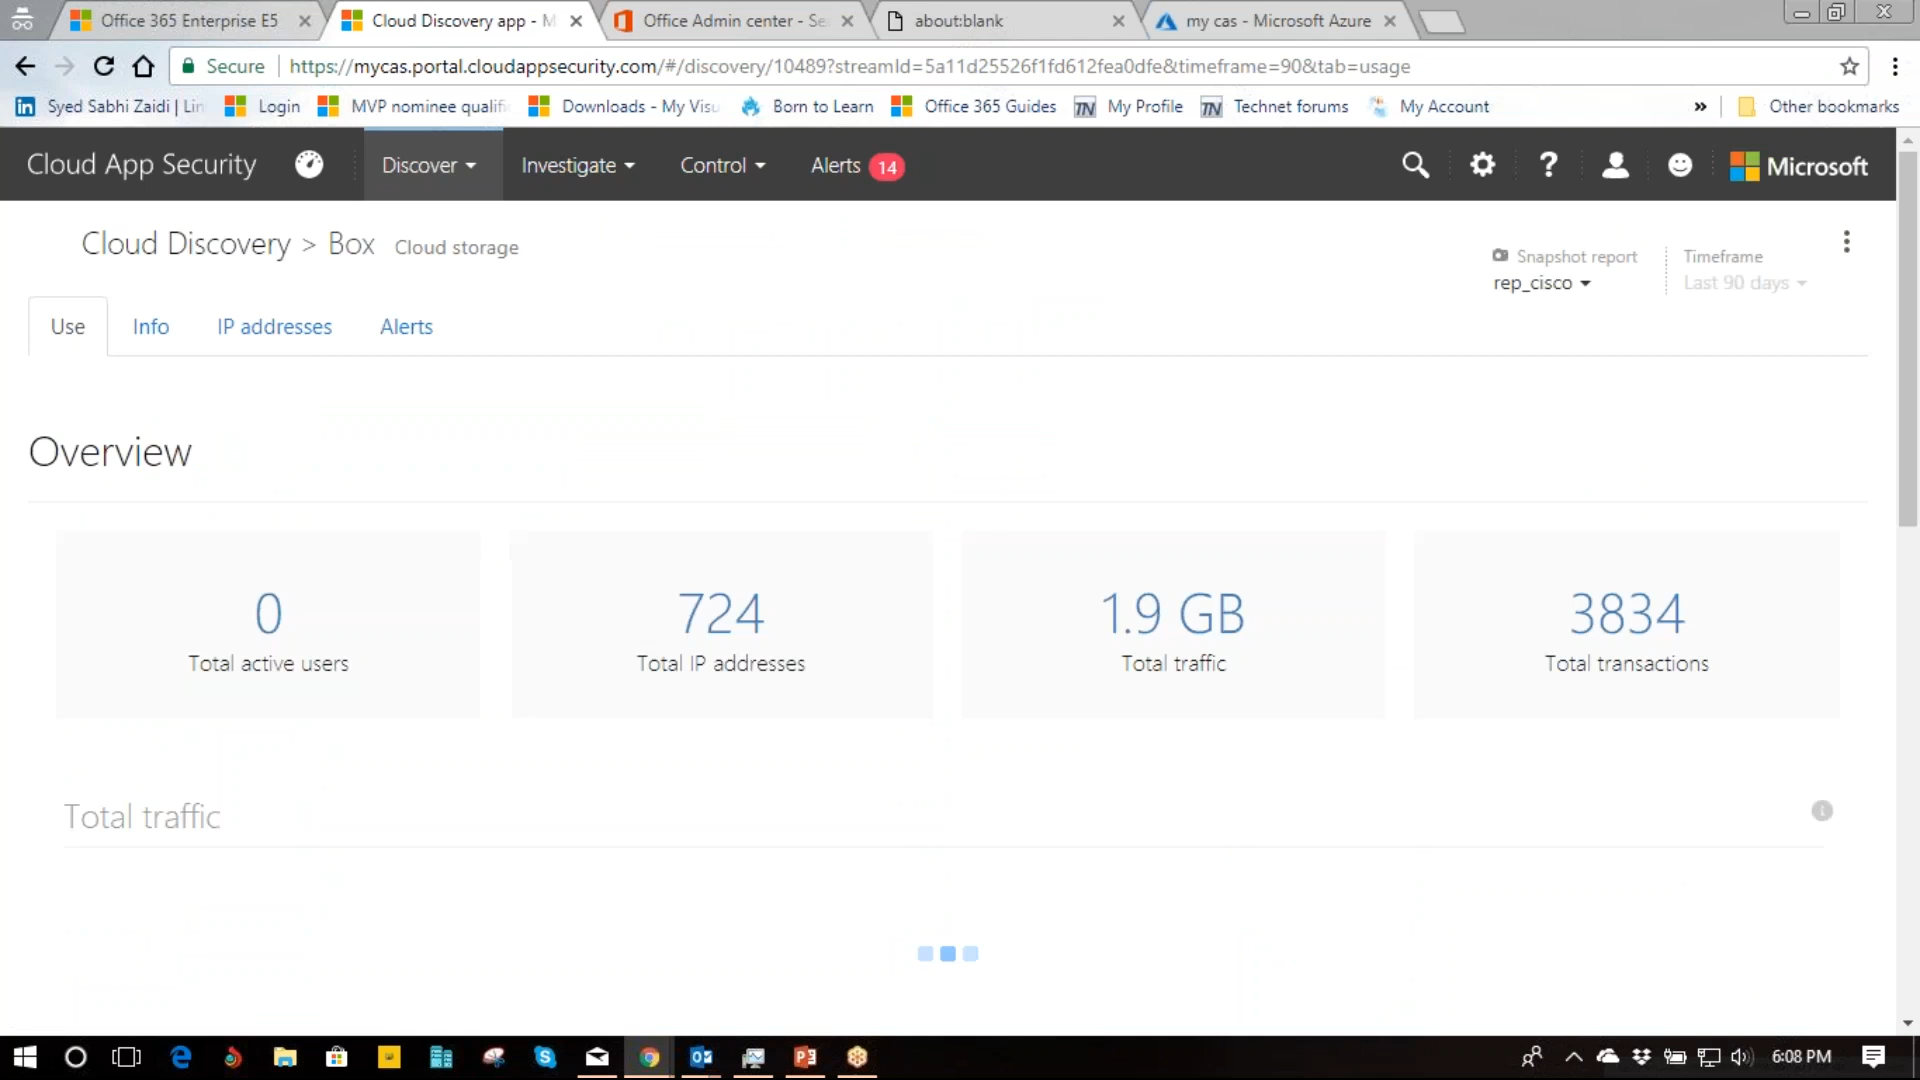 Office 365 Enterprise E5
Cloud Discovery app - M
Office Admin center - Se
about:blank
my cas - Microsoft Azure
Secure
https://mycas.portal.cloudappsecurity.com/#/discovery/10489?streamId=5a11d25526f1fd612fea0dfe&timeframe=90&tab=usage
Syed Sabhi Zaidi | Lin
Login
MVP nominee qualifi
Downloads - My Visu
Born to Learn
Office 365 Guides
My Profile
Technet forums
My Account
»
Other bookmarks
Cloud App Security
Discover
Investigate
Control
Alerts 14
Microsoft
Cloud Discovery > Box Cloud storage
Snapshot report
rep_cisco
Timeframe
Last 90 days
Use
Info
IP addresses
Alerts
Overview
0
Total active users
724
Total IP addresses
1.9 GB
Total traffic
3834
Total transactions
Total traffic
6:08 PM